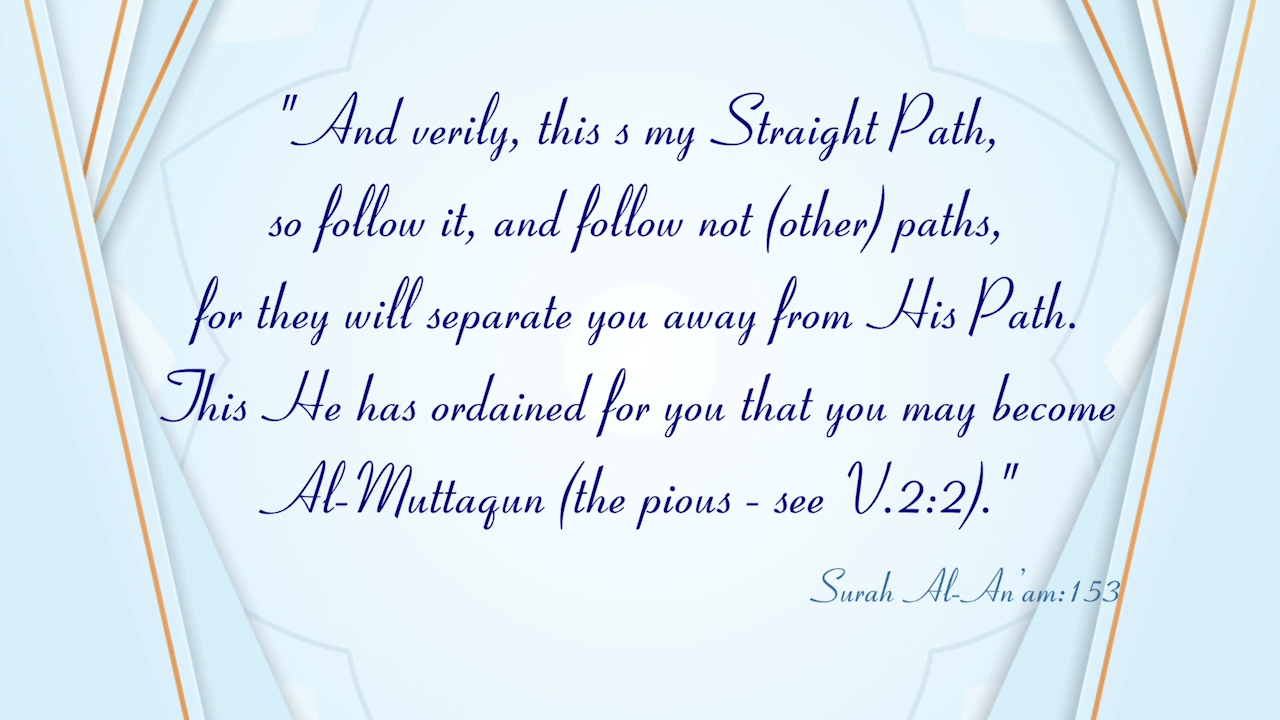 "And verily, this s my Straight Path,
so follow it, and follow not (other) paths,
for they will separate you away from His Path.
This He has ordained for you that you may become
Al-Muttaqun (the pious - see V.2:2)."
Surah Al-An'am:153